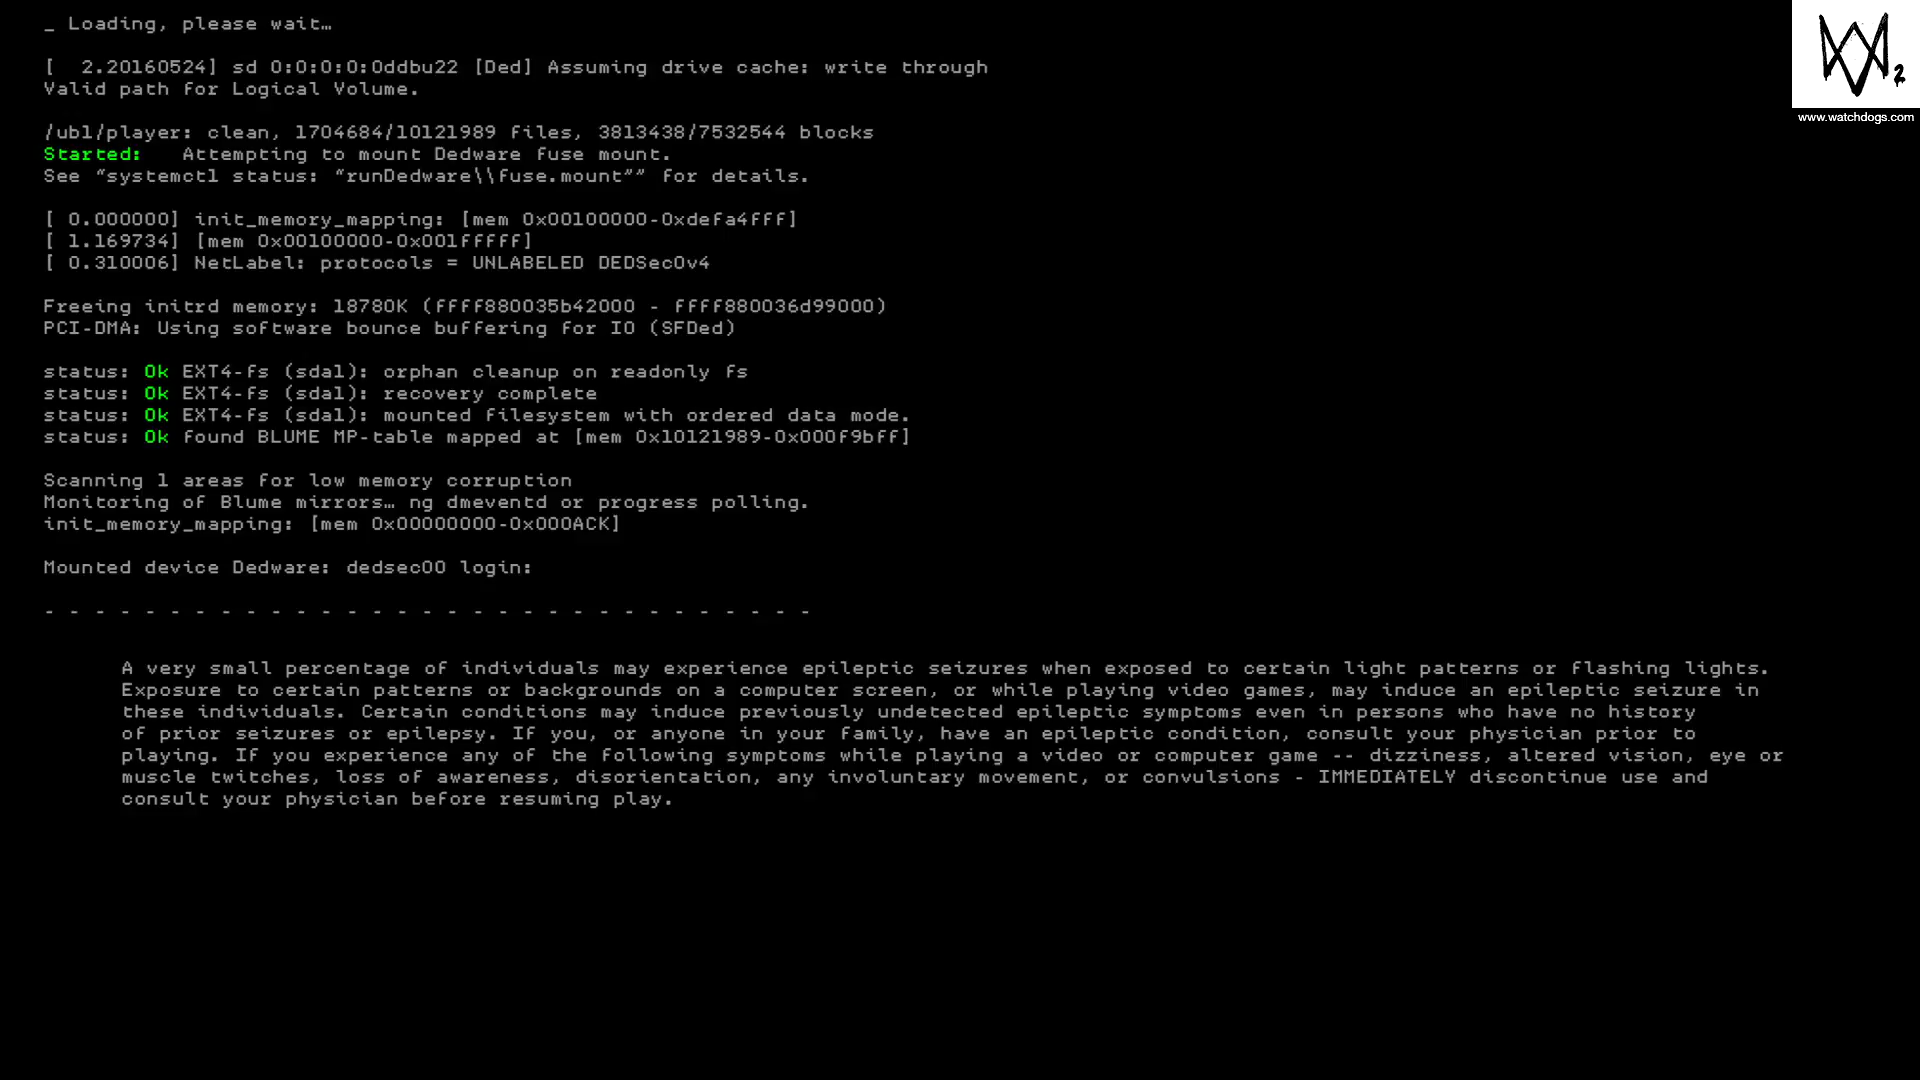 _ Loading, please wait…
[  2.20160524] sd 0:0:0:0:0ddbu22 [Ded] Assuming drive cache: write through
Valid path for Logical Volume.
/ubl/player: clean, 1704684/10121989 files, 3813438/7532544 blocks
Started:   Attempting to mount Dedware fuse mount.
See “systemctl status: “runDedware\\fuse.mount”” for details.
[ 0.000000] init_memory_mapping: [mem 0x00100000-0xdefa4fff]
[ 1.169734] [mem 0x00100000-0x001fffff]
[ 0.310006] NetLabel: protocols = UNLABELED DEDSecOv4
Freeing initrd memory: 18780K (ffff880035b42000 - ffff880036d99000)
PCI-DMA: Using software bounce buffering for IO (SFDed)
status: Ok EXT4-fs (sdal): orphan cleanup on readonly fs
status: Ok EXT4-fs (sdal): recovery complete
status: Ok EXT4-fs (sdal): mounted filesystem with ordered data mode.
status: Ok found BLUME MP-table mapped at [mem 0x10121989-0x000f9bff]
Scanning 1 areas for low memory corruption
Monitoring of Blume mirrors… ng dmeventd or progress polling.
init_memory_mapping: [mem 0x00000000-0x000ACK]
Mounted device Dedware: dedsec00 login:
- - - - - - - - - - - - - - - - - - - - - - - - - - - - - - -
A very small percentage of individuals may experience epileptic seizures when exposed to certain light patterns or flashing lights.
Exposure to certain patterns or backgrounds on a computer screen, or while playing video games, may induce an epileptic seizure in
these individuals. Certain conditions may induce previously undetected epileptic symptoms even in persons who have no history
of prior seizures or epilepsy. If you, or anyone in your family, have an epileptic condition, consult your physician prior to
playing. If you experience any of the following symptoms while playing a video or computer game -- dizziness, altered vision, eye or
muscle twitches, loss of awareness, disorientation, any involuntary movement, or convulsions - IMMEDIATELY discontinue use and
consult your physician before resuming play.
2
www.watchdogs.com